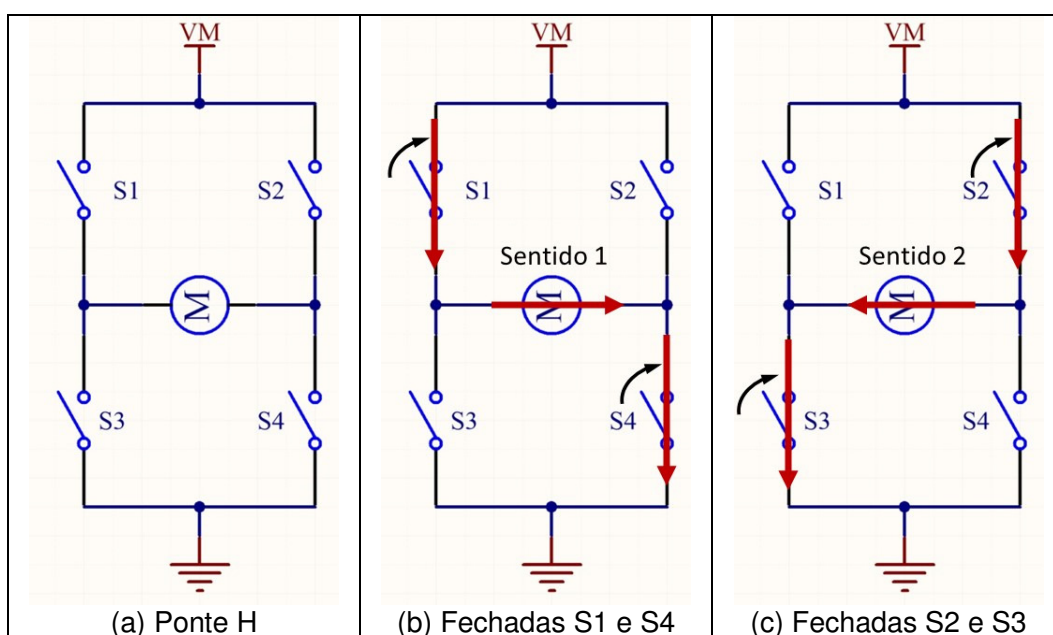 VM
S1
S2
M
S3
S4
(a) Ponte H
VM
S1
S2
Sentido 1
M
S3
S4
(b) Fechadas S1 e S4
VM
S1
S2
Sentido 2
M
S3
S4
(c) Fechadas S2 e S3